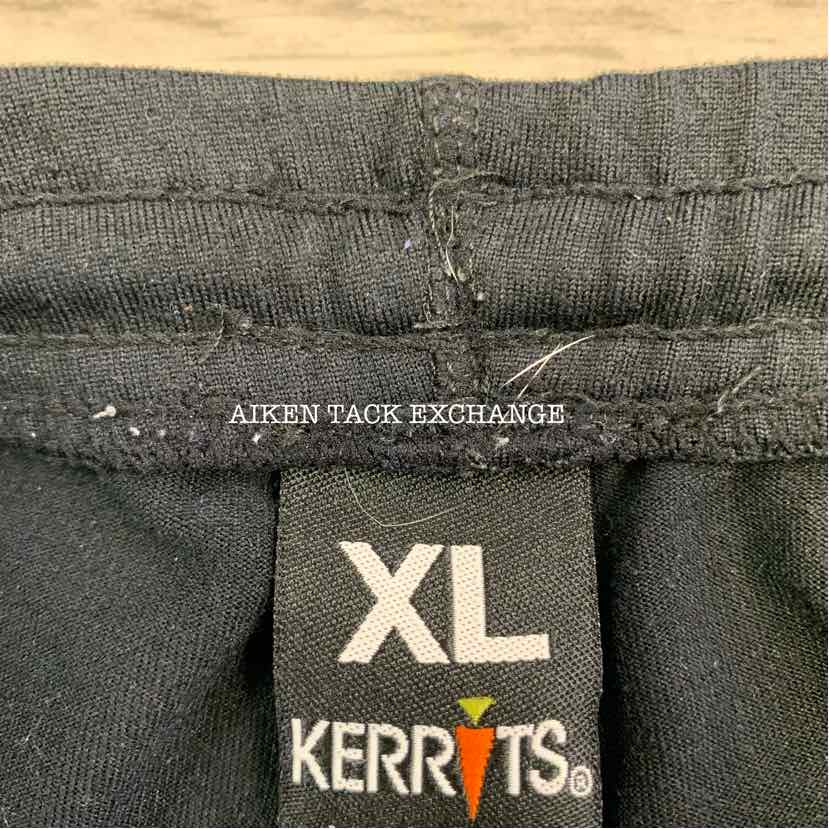 AIKEN TACK EXCHANGE
XL
KERRITS®